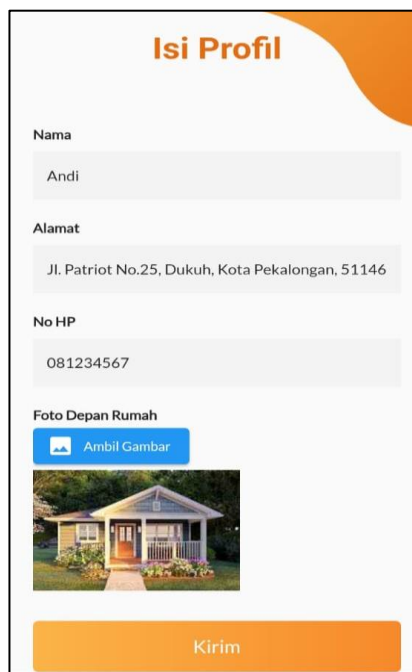 Isi Profil
Nama
Andi
Alamat
Jl. Patriot No.25, Dukuh, Kota Pekalongan, 51146
No HP
081234567
Foto Depan Rumah
Ambil Gambar
Kirim